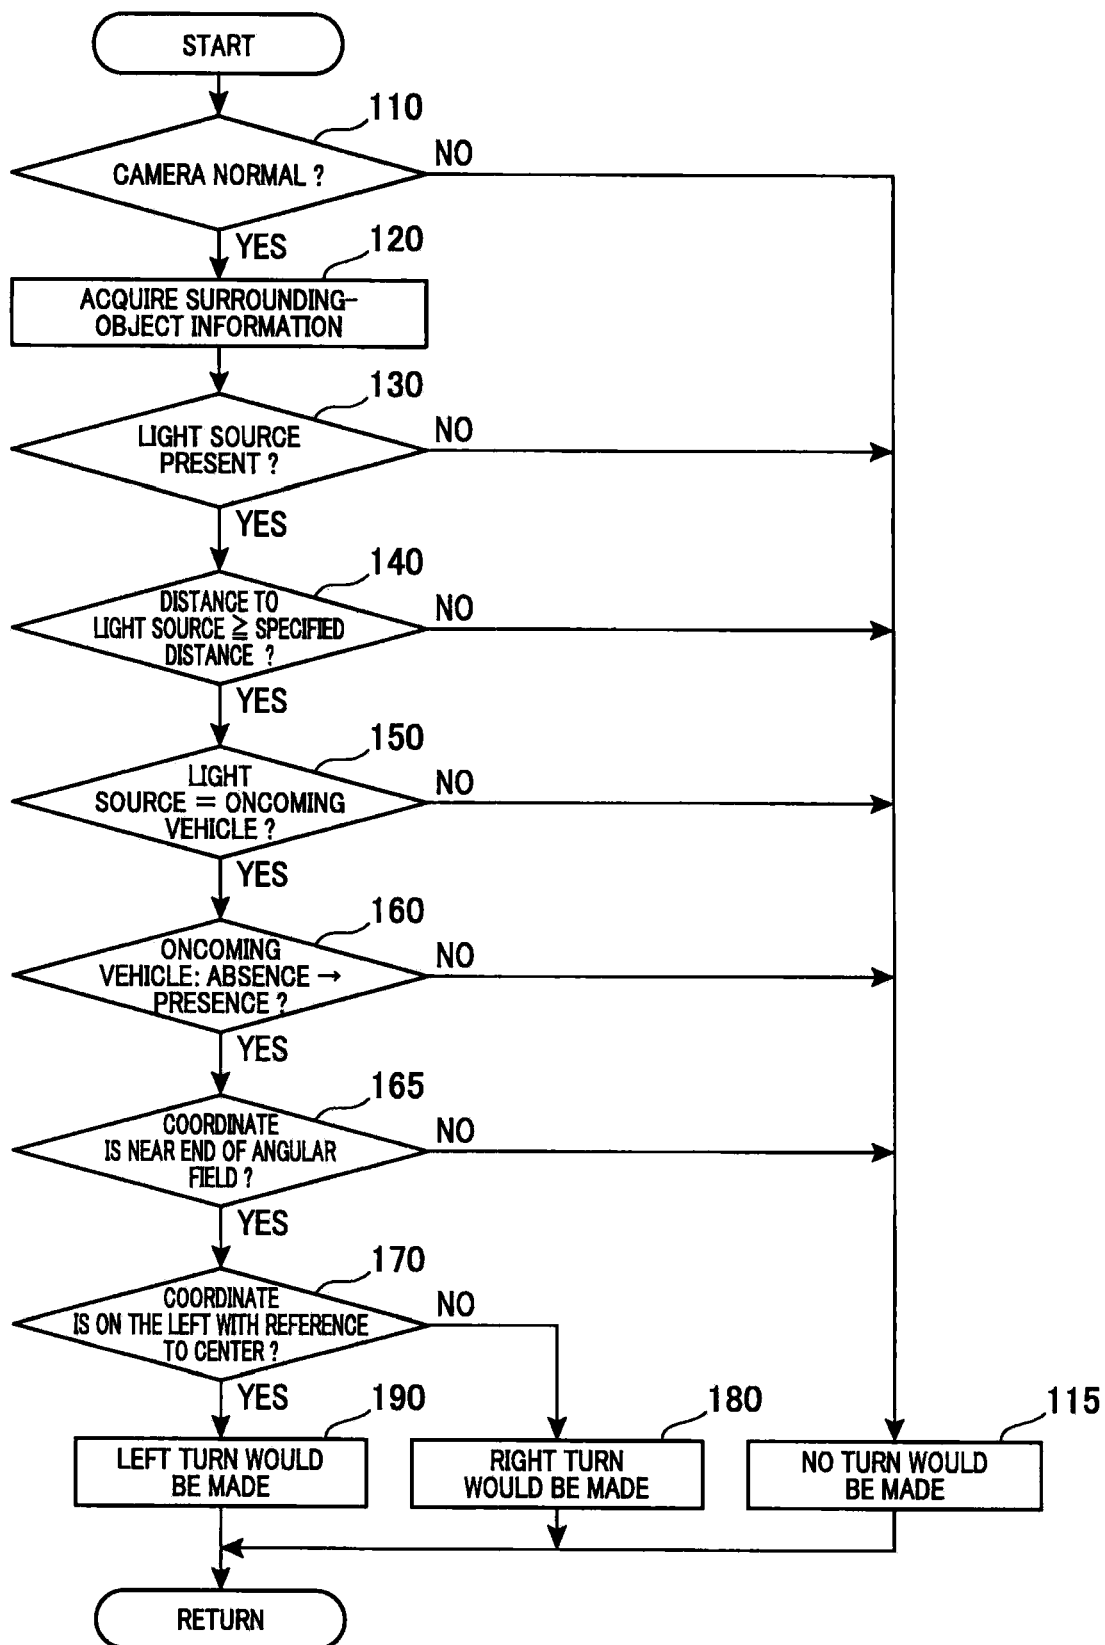 START
110
CAMERA NORMAL ?
NO
YES
120
ACQUIRE SURROUNDING-
OBJECT INFORMATION
130
LIGHT SOURCE
PRESENT ?
NO
YES
140
DISTANCE TO
LIGHT SOURCE ≧ SPECIFIED
DISTANCE ?
NO
YES
150
LIGHT
SOURCE = ONCOMING
VEHICLE ?
NO
YES
160
ONCOMING
VEHICLE: ABSENCE →
PRESENCE ?
NO
YES
165
COORDINATE
IS NEAR END OF ANGULAR
FIELD ?
NO
YES
170
COORDINATE
IS ON THE LEFT WITH REFERENCE
TO CENTER ?
NO
YES
190
LEFT TURN WOULD
BE MADE
180
RIGHT TURN
WOULD BE MADE
115
NO TURN WOULD
BE MADE
RETURN